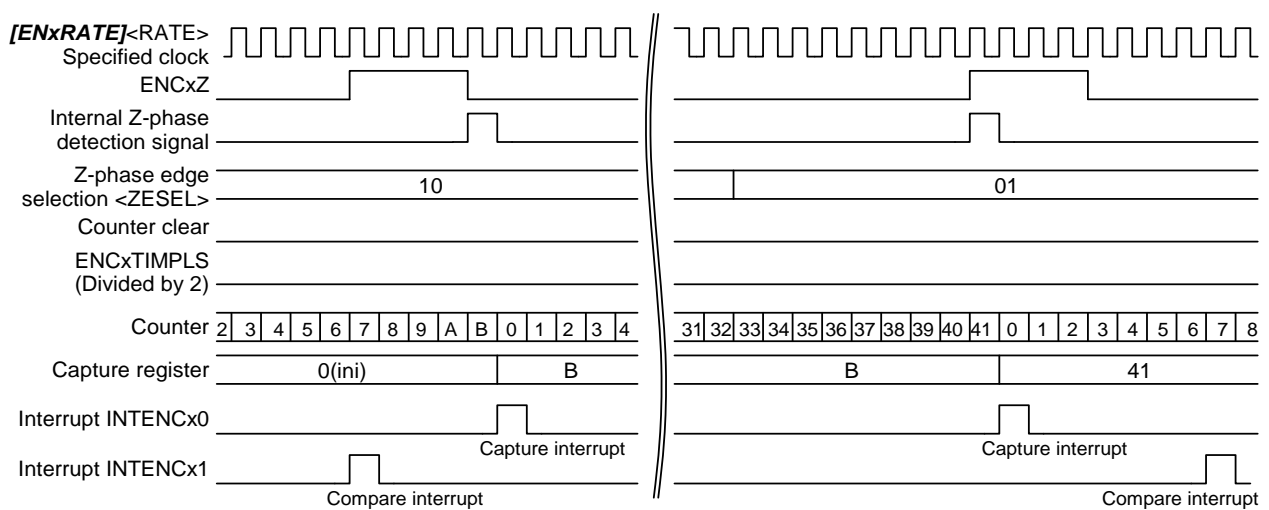 [ENxRATE]<RATE>
Specified clock
ENCxZ
Internal Z-phase
detection signal
Z-phase edge
selection <ZESEL>
10
01
Counter clear
ENCxTIMPLS
(Divided by 2)
Counter 2 3 4 5 6 7 8 9 A B 0 1 2 3 4 31 32 33 34 35 36 37 38 39 40 41 0 1 2 3 4 5 6 7 8
Capture register 0(ini) B B 41
Interrupt INTENCx0
Capture interrupt Capture interrupt
Interrupt INTENCx1
Compare interrupt Compare interrupt